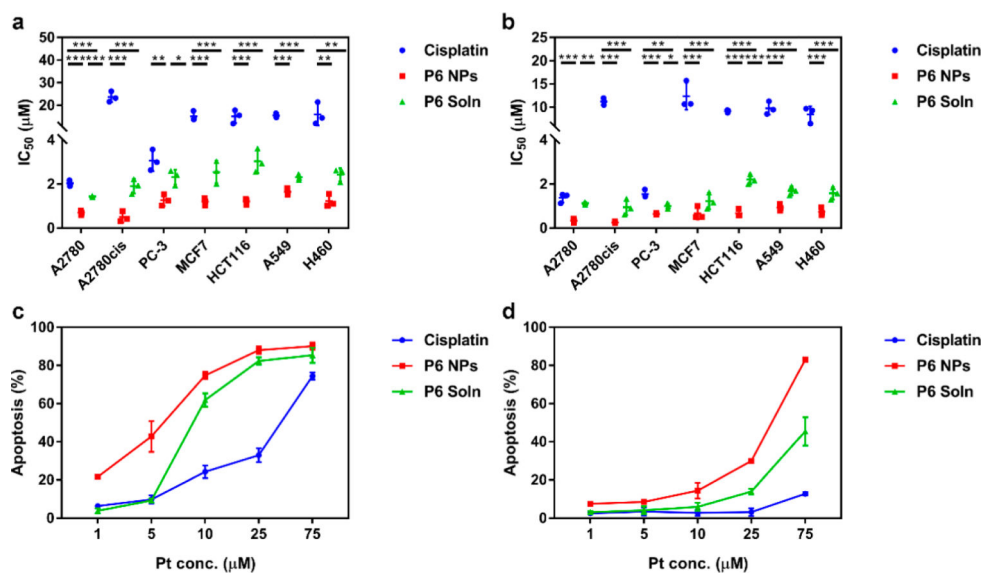 a
50
40
30
20
10
4
2
0
IC50 (μM)
*** *** *** *** *** **
*** *** *** ** * *** *** *** **
A2780
A2780cis
PC-3
MCF7
HCT116
A549
H460
Cisplatin
P6 NPs
P6 Soln
b
25
20
15
10
5
4
2
0
IC50 (μM)
*** ** *** *** *** ***
*** ** *** *** * *** *** *** *** ***
A2780
A2780cis
PC-3
MCF7
HCT116
A549
H460
Cisplatin
P6 NPs
P6 Soln
c
100
80
60
40
20
0
Apoptosis (%)
1 5 10 25 75
Pt conc. (μM)
Cisplatin
P6 NPs
P6 Soln
d
100
80
60
40
20
0
Apoptosis (%)
1 5 10 25 75
Pt conc. (μM)
Cisplatin
P6 NPs
P6 Soln